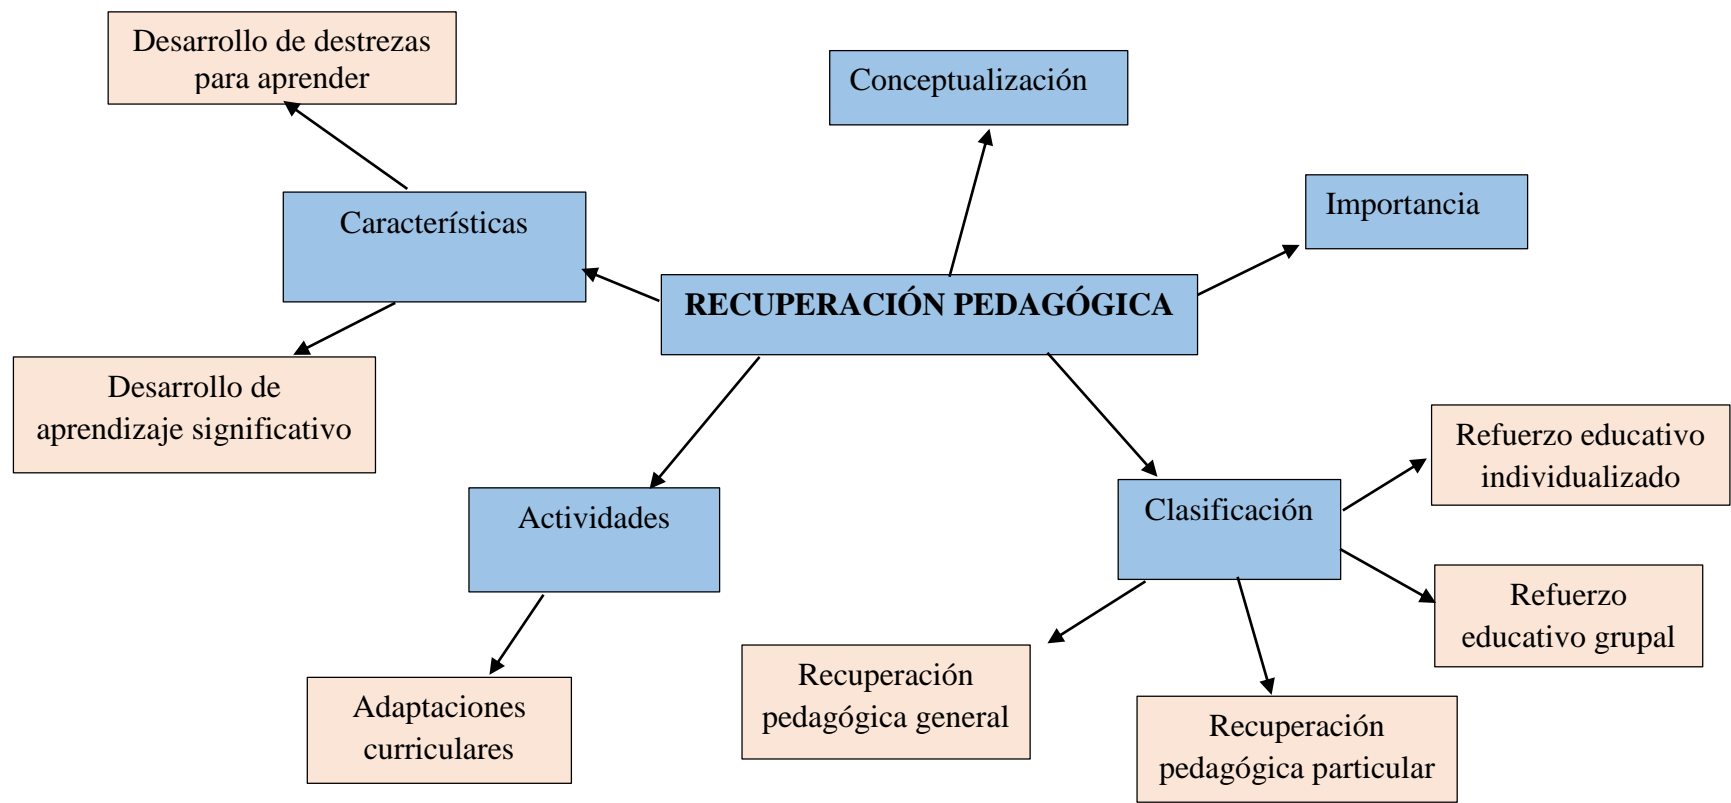 Desarrollo de destrezas
para aprender
Conceptualización
Importancia
Características
RECUPERACIÓN PEDAGÓGICA
Desarrollo de
aprendizaje significativo
Actividades
Clasificación
Refuerzo educativo
individualizado
Refuerzo
educativo grupal
Recuperación
pedagógica general
Recuperación
pedagógica particular
Adaptaciones
curriculares